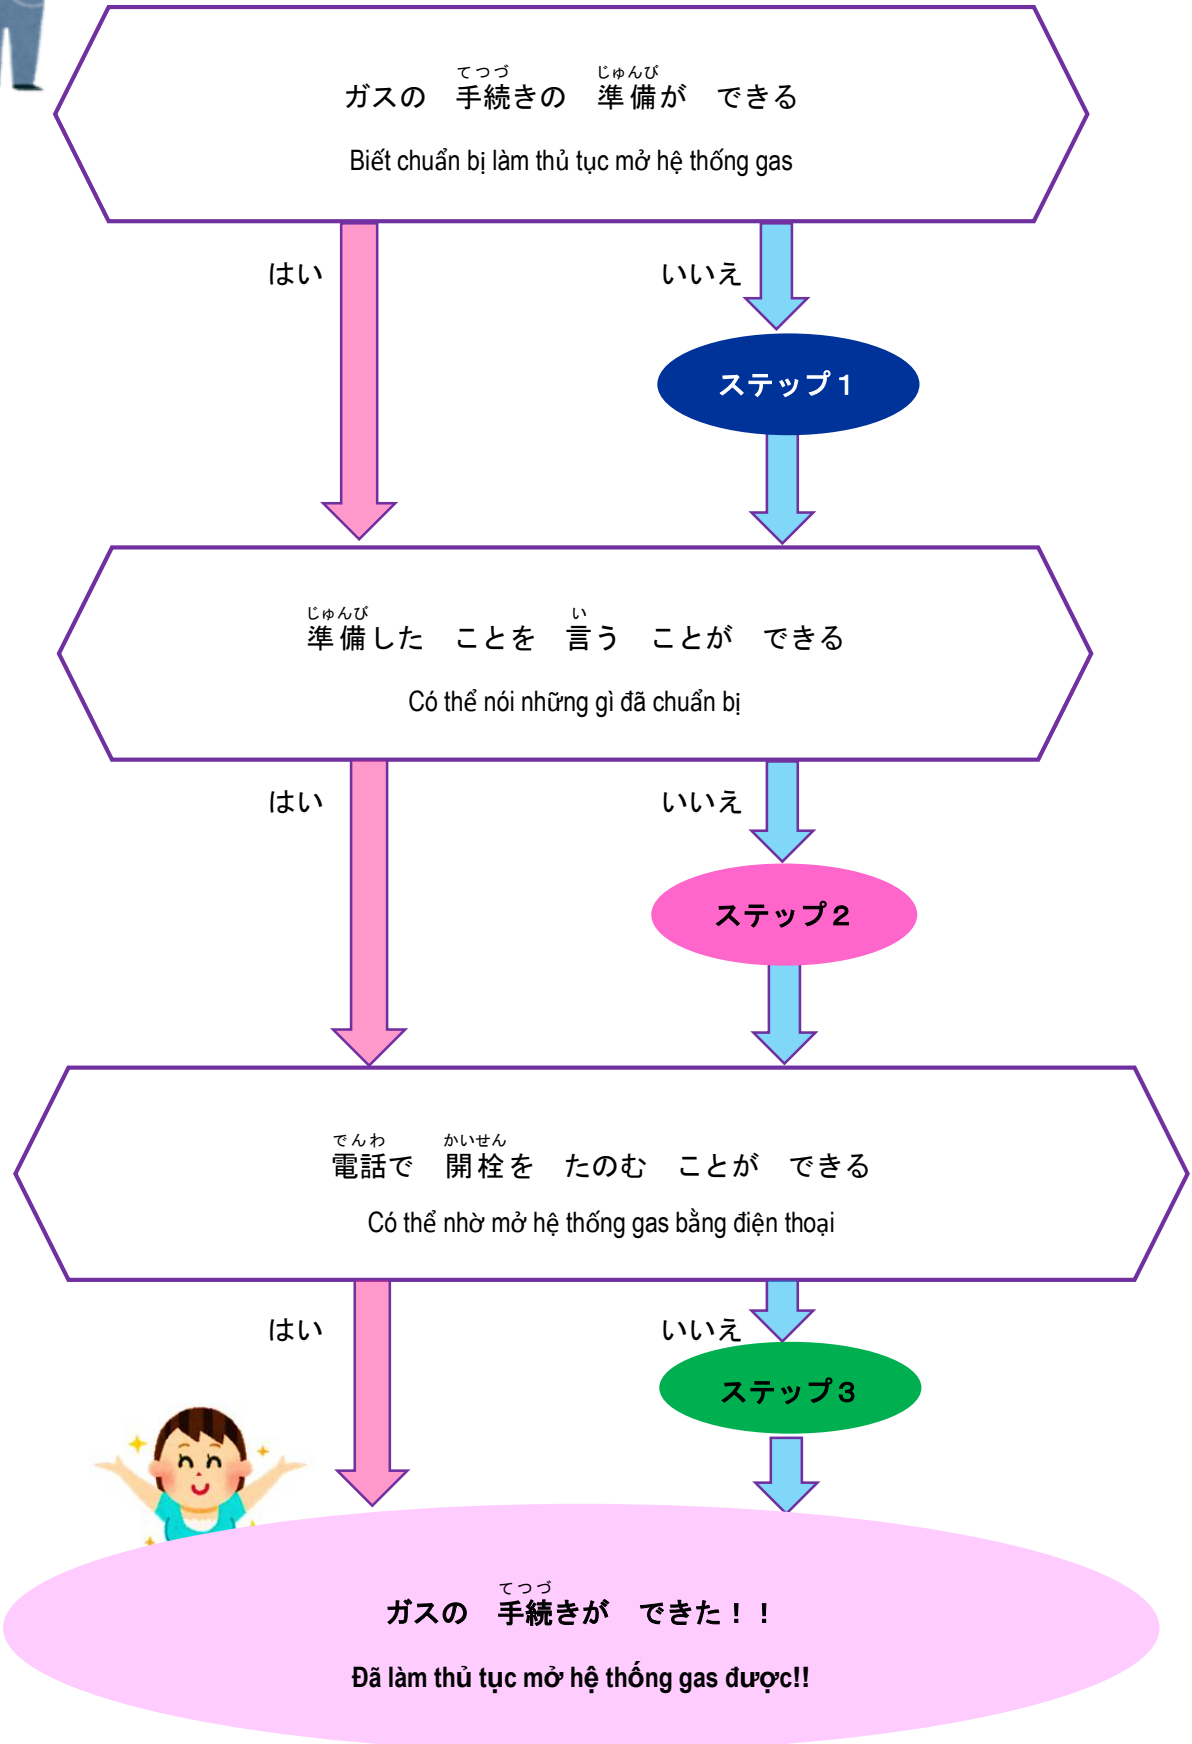 てつづ じゅんび
ガスの 手続きの 準備が できる
Biết chuẩn bị làm thủ tục mở hệ thống gas
はい いいえ
ステップ１
じゅんび い
準備した ことを 言う ことが できる
Có thể nói những gì đã chuẩn bị
はい いいえ
ステップ２
でんわ かいせん
電話で 開栓を たのむ ことが できる
Có thể nhờ mở hệ thống gas bằng điện thoại
はい いいえ
ステップ３
てつづ
ガスの 手続きが できた！！
Đã làm thủ tục mở hệ thống gas được!!